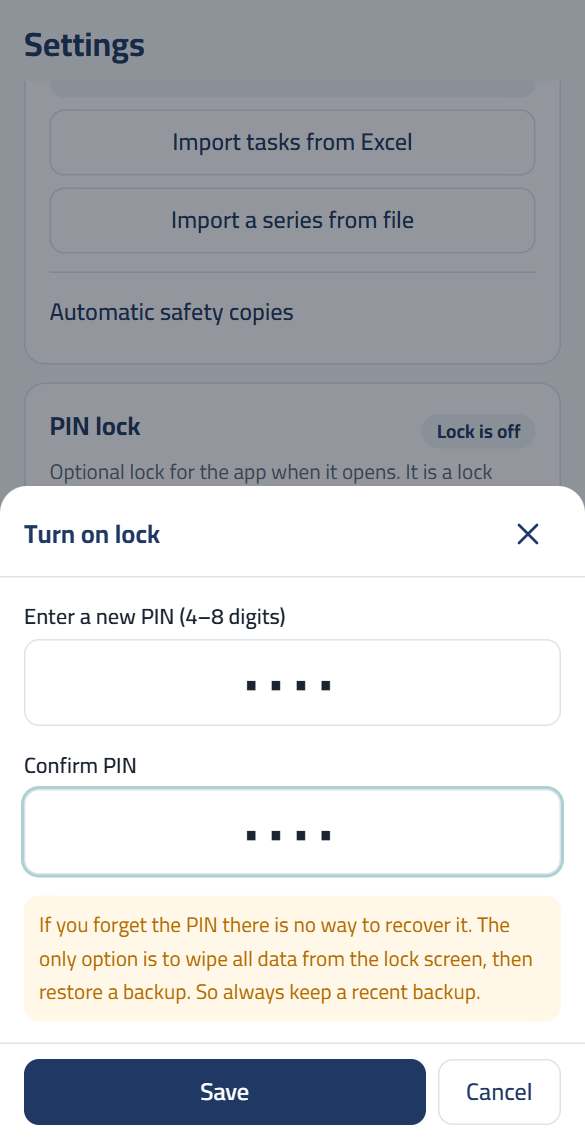 Settings
Import tasks from Excel
Import a series from file
Automatic safety copies
PIN lock
Lock is off
Optional lock for the app when it opens. It is a lock
Turn on lock
Enter a new PIN (4–8 digits)
Confirm PIN
If you forget the PIN there is no way to recover it. The
only option is to wipe all data from the lock screen, then
restore a backup. So always keep a recent backup.
Save
Cancel